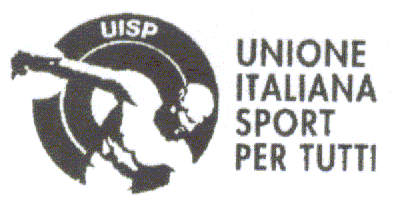 UISP
UNIONE
ITALIANA
SPORT
PER TUTTI